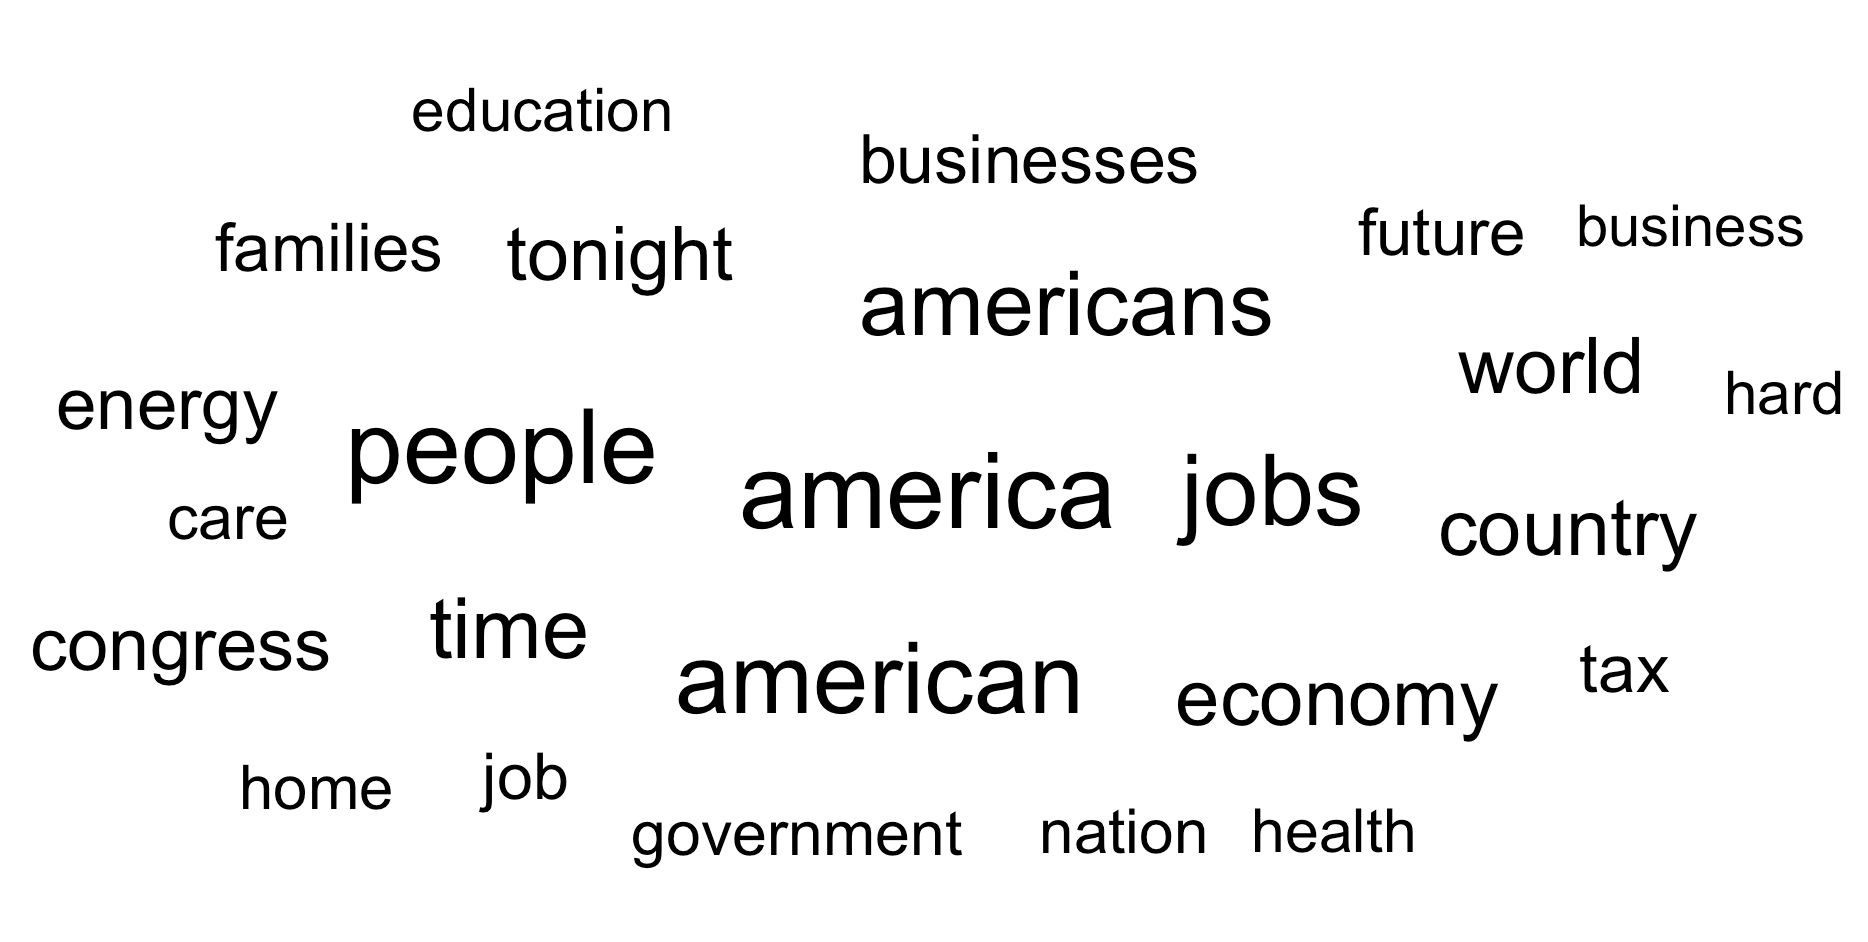 education
businesses
families tonight future business
americans
world hard
energy people
america jobs
care country
congress time
american economy tax
home job
government nation health